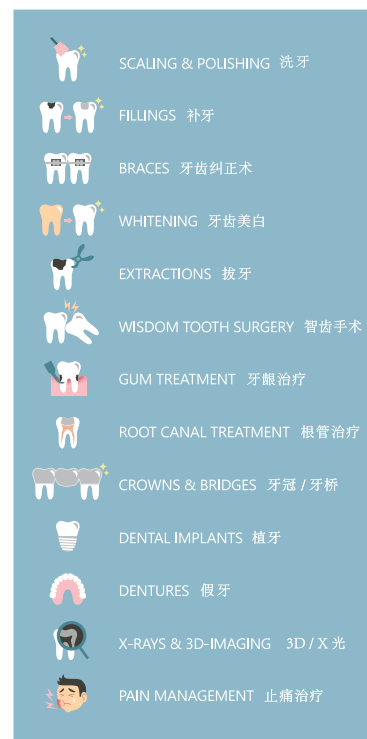 SCALING & POLISHING 洗牙
FILLINGS 补牙
BRACES 牙齿纠正术
WHITENING 牙齿美白
EXTRACTIONS 拔牙
WISDOM TOOTH SURGERY 智齿手术
GUM TREATMENT 牙龈治疗
ROOT CANAL TREATMENT 根管治疗
CROWNS & BRIDGES 牙冠 / 牙桥
DENTAL IMPLANTS 植牙
DENTURES 假牙
X-RAYS & 3D-IMAGING 3D / X 光
PAIN MANAGEMENT 止痛治疗